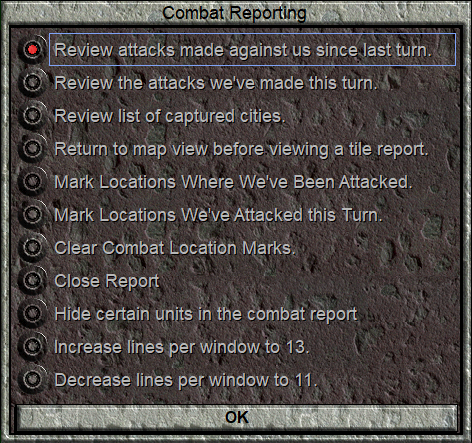 Combat Reporting
Review attacks made against us since last turn.
Review the attacks we've made this turn.
Review list of captured cities.
Return to map view before viewing a tile report.
Mark Locations Where We've Been Attacked.
Mark Locations We've Attacked this Turn.
Clear Combat Location Marks.
Close Report
Hide certain units in the combat report
Increase lines per window to 13.
Decrease lines per window to 11.
OK